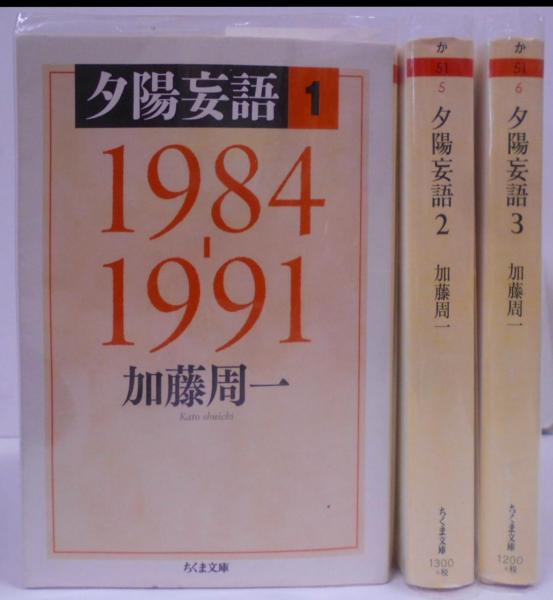 夕陽妄語 1
1984
-
1991
加藤周一
Kato Shuichi
ちくま文庫
か
51
5
夕陽妄語2
加藤周一
ちくま文庫
1300
+税
か
51
6
夕陽妄語3
加藤周一
ちくま文庫
1200
+税